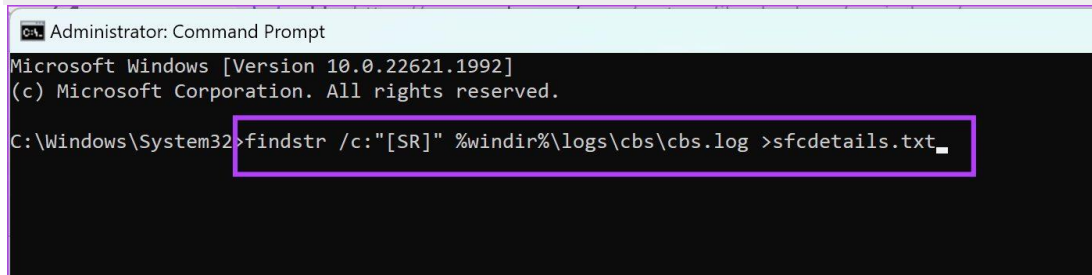 Administrator: Command Prompt
Microsoft Windows [Version 10.0.22621.1992]
(c) Microsoft Corporation. All rights reserved.
C:\Windows\System32>findstr /c:"[SR]" %windir%\logs\cbs\cbs.log >sfcdetails.txt